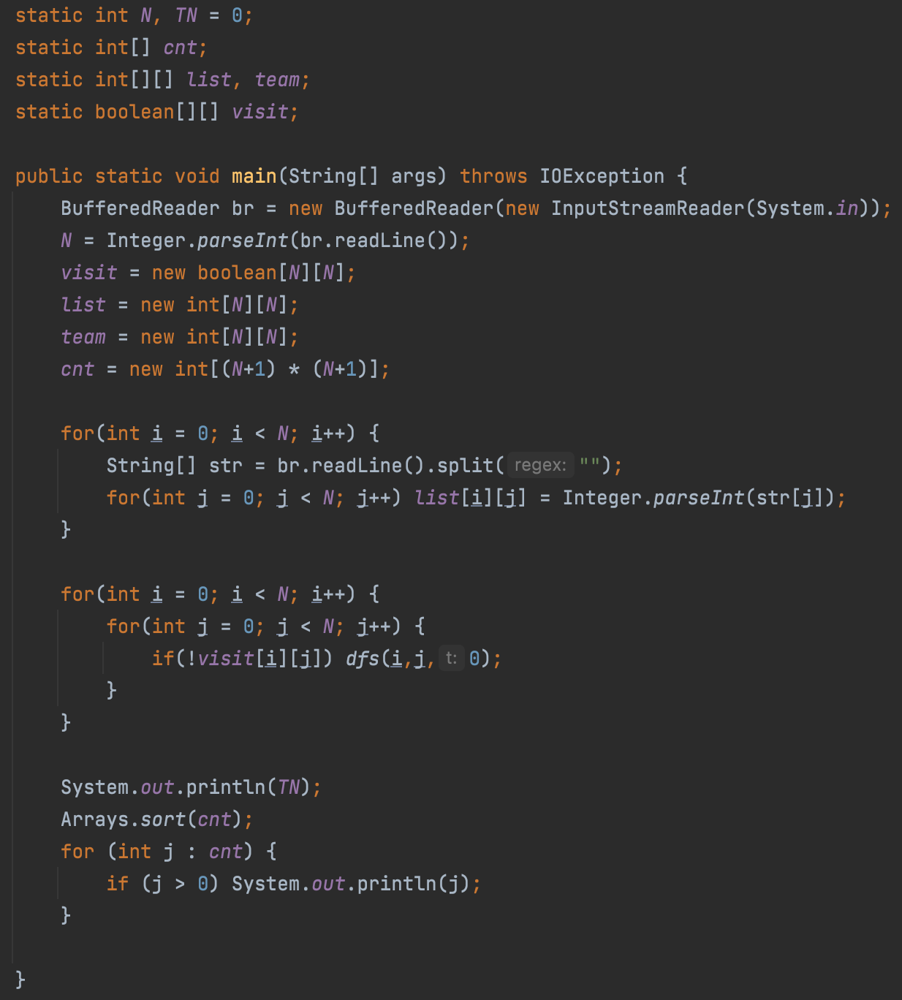 static int N, TN = 0;
static int[] cnt;
static int[][] list, team;
static boolean[][] visit;

public static void main(String[] args) throws IOException {
    BufferedReader br = new BufferedReader(new InputStreamReader(System.in));
    N = Integer.parseInt(br.readLine());
    visit = new boolean[N][N];
    list = new int[N][N];
    team = new int[N][N];
    cnt = new int[(N+1) * (N+1)];

    for(int i = 0; i < N; i++) {
        String[] str = br.readLine().split( regex: "");
        for(int j = 0; j < N; j++) list[i][j] = Integer.parseInt(str[j]);
    }

    for(int i = 0; i < N; i++) {
        for(int j = 0; j < N; j++) {
            if(!visit[i][j]) dfs(i,j, t: 0);
        }
    }

    System.out.println(TN);
    Arrays.sort(cnt);
    for (int j : cnt) {
        if (j > 0) System.out.println(j);
    }

}